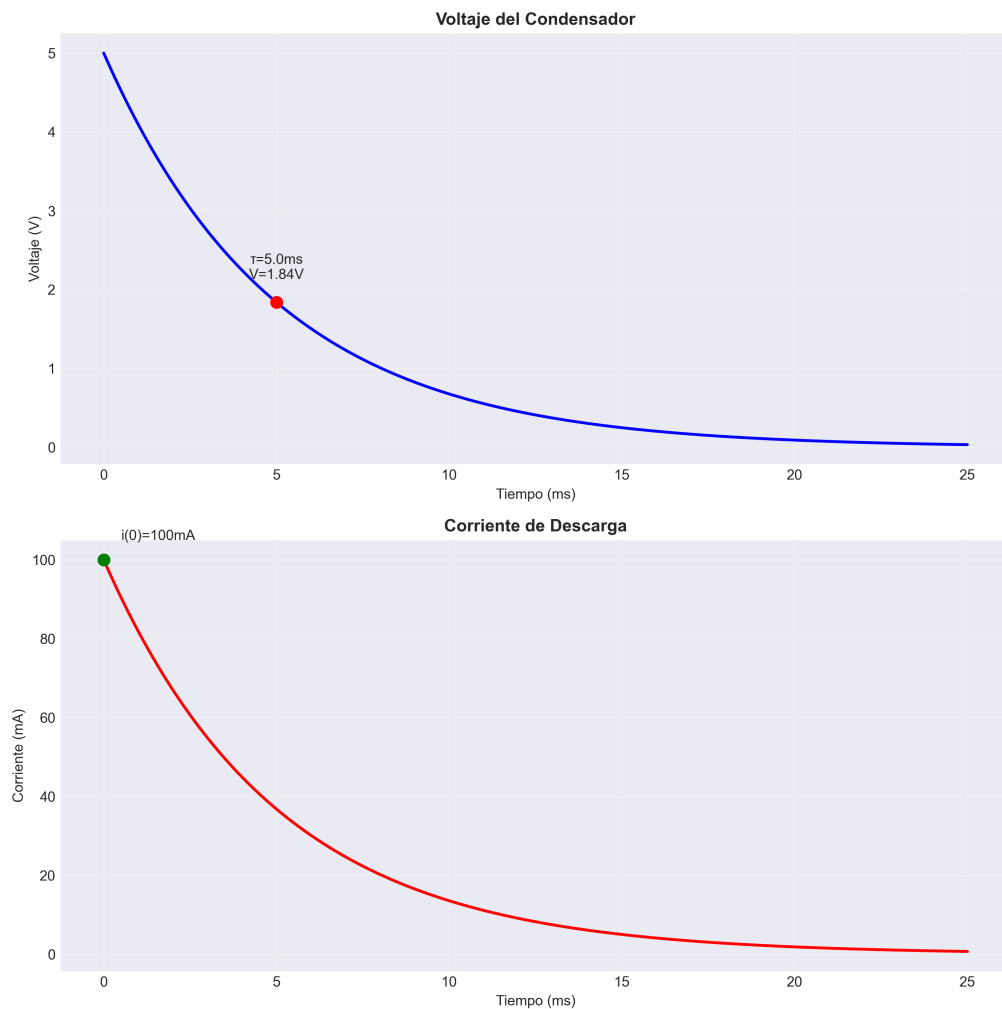 Voltaje del Condensador
5
4
3
2
1
0
Voltaje (V)
τ=5.0ms
V=1.84V
0 5 10 15 20 25
Tiempo (ms)
Corriente de Descarga
i(0)=100mA
100
80
60
40
20
0
Corriente (mA)
0 5 10 15 20 25
Tiempo (ms)